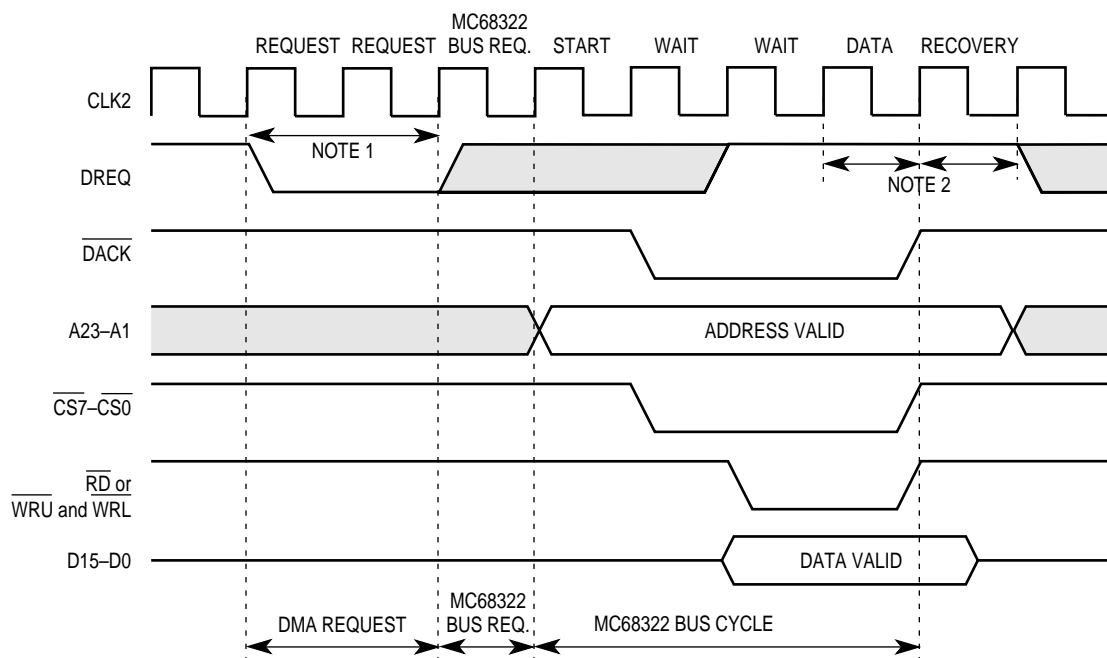 MC68322
REQUEST REQUEST BUS REQ. START WAIT WAIT DATA RECOVERY
CLK2
NOTE 1
DREQ
NOTE 2
DACK
A23–A1
ADDRESS VALID
CS7–CS0
RD or
WRU and WRL
D15–D0
DATA VALID
MC68322
DMA REQUEST BUS REQ. MC68322 BUS CYCLE